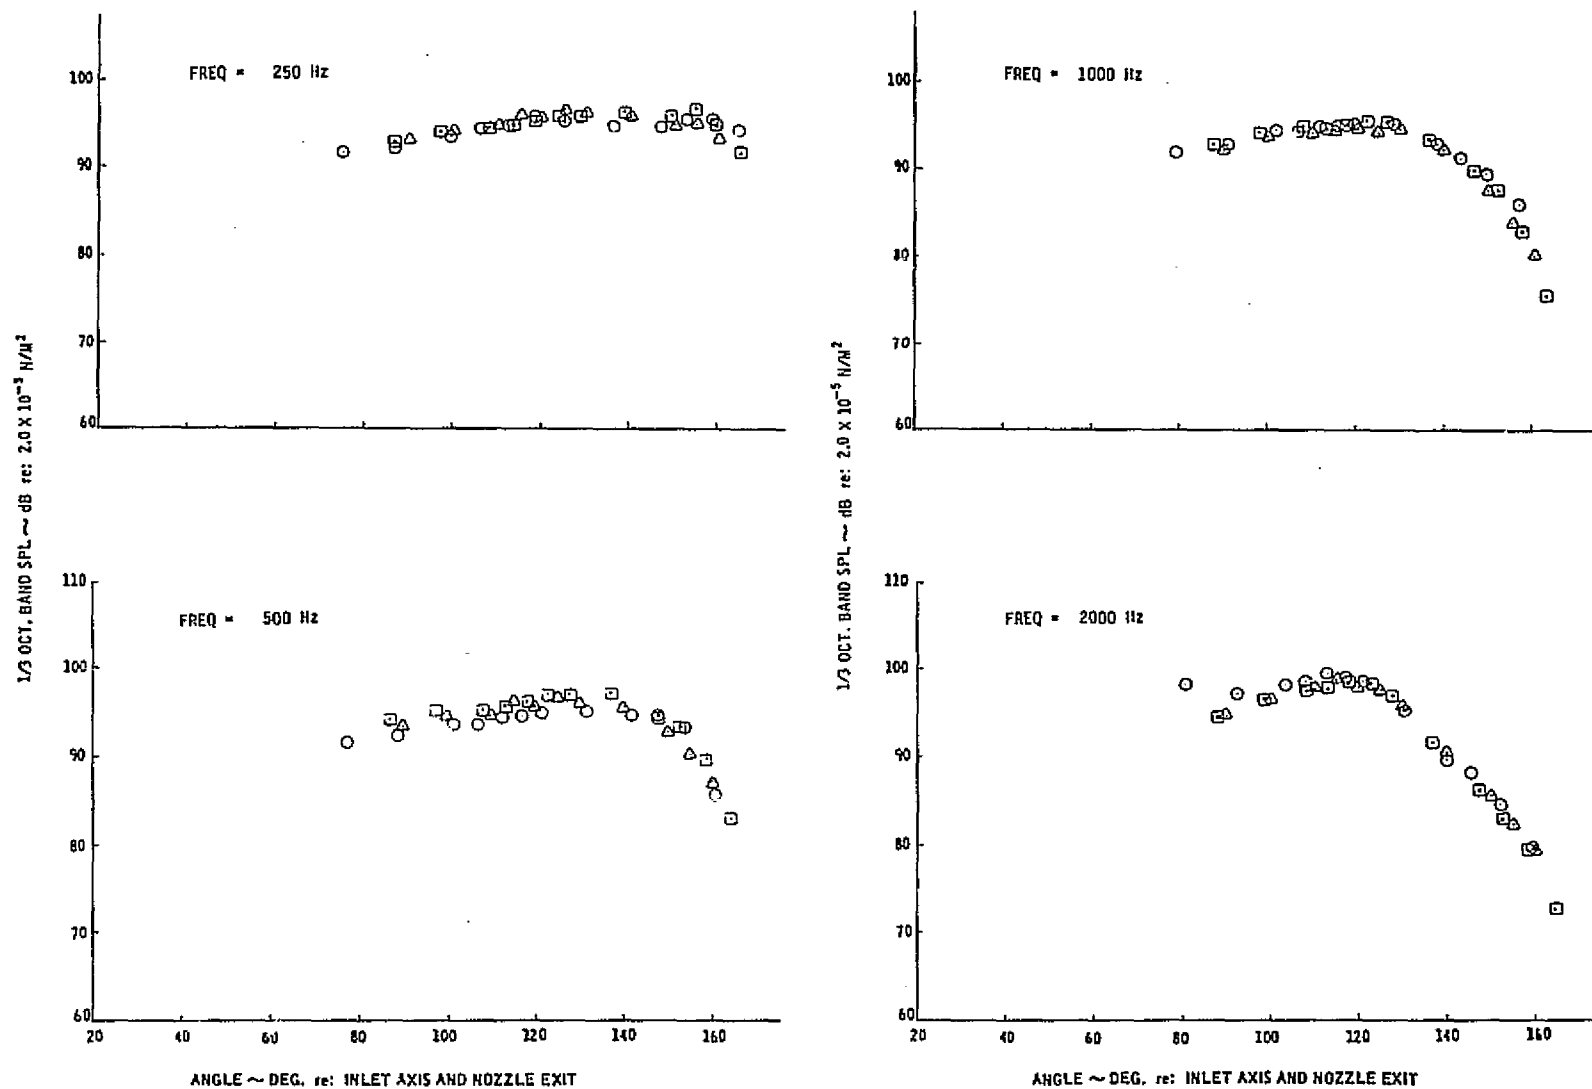 FREQ = 250 Hz
100
90
80
70
60
FREQ = 1000 Hz
100
90
80
70
60
1/3 OCT. BAND SPL ~ dB re: 2.0 X 10⁻³ N/M²
1/3 OCT. BAND SPL ~ dB re: 2.0 X 10⁻⁵ N/M²
FREQ = 500 Hz
110
100
90
80
70
60
20 40 60 80 100 120 140 160
ANGLE ~ DEG. re: INLET AXIS AND NOZZLE EXIT
FREQ = 2000 Hz
110
100
90
80
70
60
20 40 60 80 100 120 140 160
ANGLE ~ DEG. re: INLET AXIS AND NOZZLE EXIT